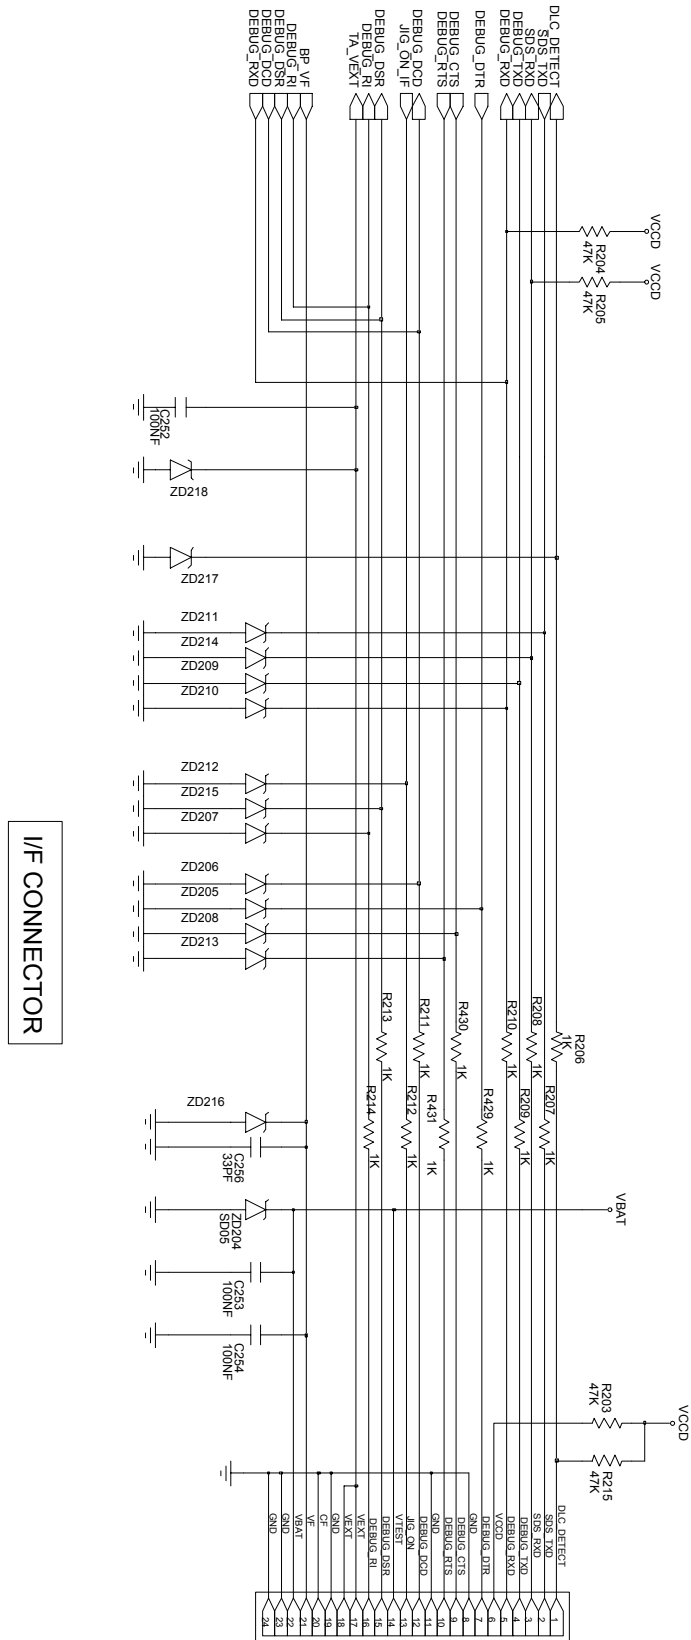 DLC_DETECT
SDS_TXD
SDS_RXD
DEBUG_TXD
DEBUG_RXD
DEBUG_DTR
DEBUG_CTS
DEBUG_RTS
DEBUG_DCD
JIG_ON_IF
DEBUG_DSR
DEBUG_RI
TA_VEXT
BP_VF
DEBUG_RI
DEBUG_DSR
DEBUG_DCD
DEBUG_RXD
VCCD
R204
47K
VCCD
R205
47K
C252
100NF
ZD218
ZD217
ZD211
ZD214
ZD209
ZD210
ZD212
ZD215
ZD207
ZD206
ZD205
ZD208
ZD213
R206
1K
R208
1K
R210
1K
R430
1K
R211
1K
R213
1K
R207
1K
R209
1K
R429
1K
R431
1K
R212
1K
R214
1K
ZD216
C256
33PF
VBAT
ZD204
SD05
C253
100NF
C254
100NF
VCCD
R203
47K
R215
47K
DLC_DETECT 1
SDS_TXD 2
SDS_RXD 3
DEBUG_TXD 4
DEBUG_RXD 5
VCCD 6
DEBUG_DTR 7
GND 8
DEBUG_CTS 9
DEBUG_RTS 10
GND 11
DEBUG_DCD 12
JIG_ON 13
VTEST 14
DEBUG_DSR 15
DEBUG_RI 16
VEXT 17
VEXT 18
GND 19
CF 20
VF 21
VBAT 22
GND 23
GND 24
I/F CONNECTOR